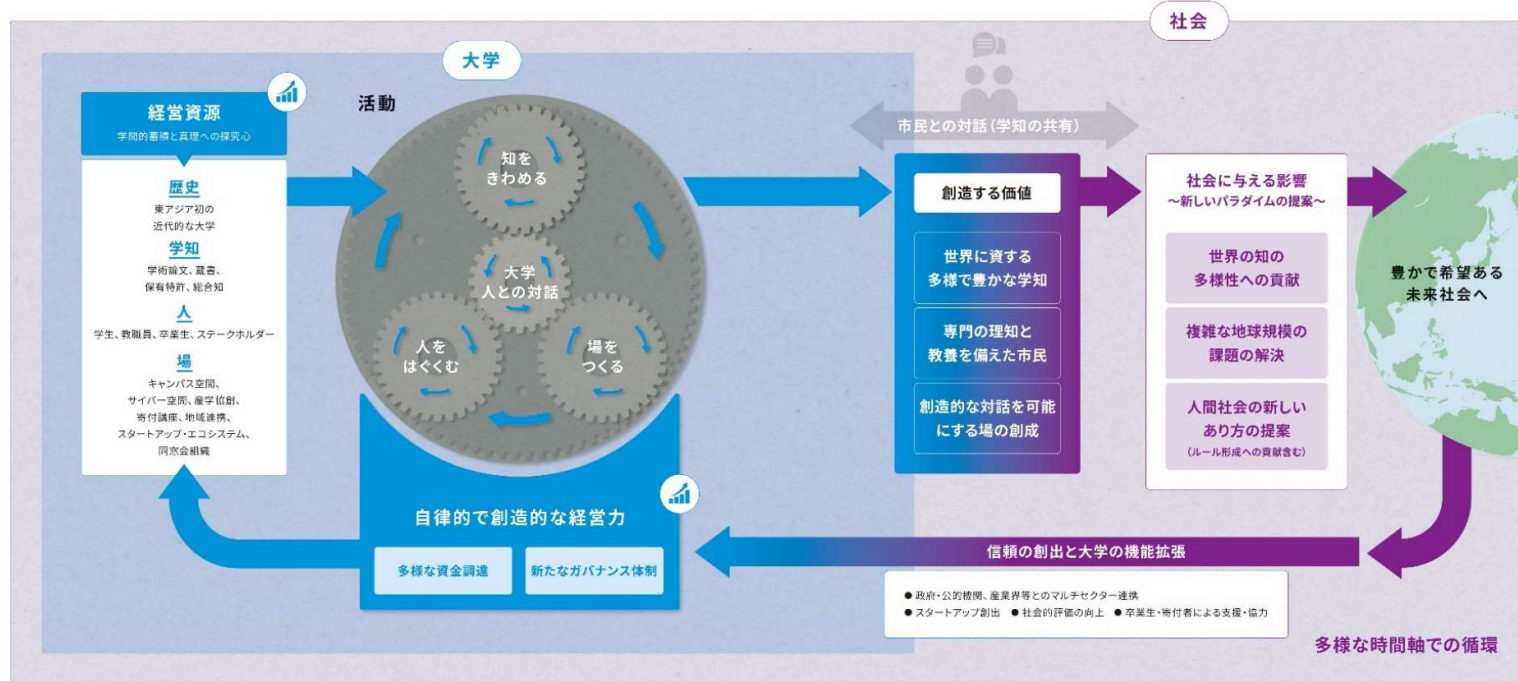 社会
大学
経営資源
学問的蓄積と真理への探究心
歴史
東アジア初の
近代的な大学
学知
学術論文、蔵書、
保有特許、総合知
人
学生、教職員、卒業生、ステークホルダー
場
キャンパス空間、
サイバー空間、産学協創、
寄付講座、地域連携、
スタートアップ・エコシステム、
同窓会組織
活動
知を
きわめる
大学
人との対話
人を
はぐくむ
場を
つくる
自律的で創造的な経営力
多様な資金調達
新たなガバナンス体制
市民との対話(学知の共有)
創造する価値
世界に資する
多様で豊かな学知
専門の理知と
教養を備えた市民
創造的な対話を可能
にする場の創成
社会に与える影響
〜新しいパラダイムの提案〜
世界の知の
多様性への貢献
複雑な地球規模の
課題の解決
人間社会の新しい
あり方の提案
(ルール形成への貢献含む)
豊かで希望ある
未来社会へ
信頼の創出と大学の機能拡張
● 政府・公的機関、産業界等とのマルチセクター連携
● スタートアップ創出 ● 社会的評価の向上 ● 卒業生・寄付者による支援・協力
多様な時間軸での循環